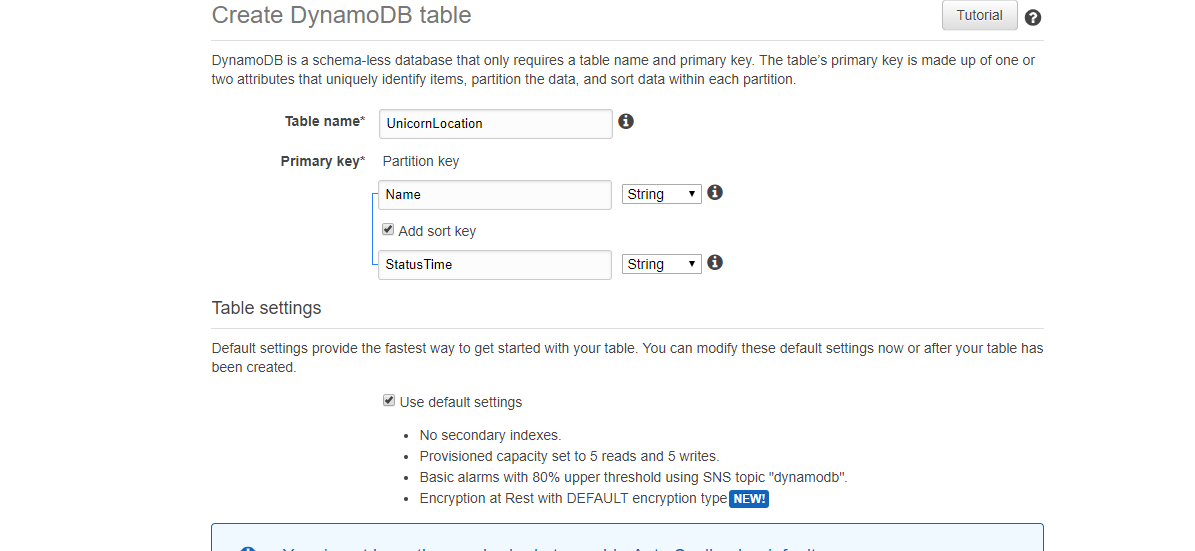 Create DynamoDB table
Tutorial
DynamoDB is a schema-less database that only requires a table name and primary key. The table's primary key is made up of one or
two attributes that uniquely identify items, partition the data, and sort data within each partition.
Table name*
UnicornLocation
Primary key*
Partition key
Name
String
Add sort key
StatusTime
String
Table settings
Default settings provide the fastest way to get started with your table. You can modify these default settings now or after your table has
been created.
Use default settings
No secondary indexes.
Provisioned capacity set to 5 reads and 5 writes.
Basic alarms with 80% upper threshold using SNS topic "dynamodb".
Encryption at Rest with DEFAULT encryption type NEW!